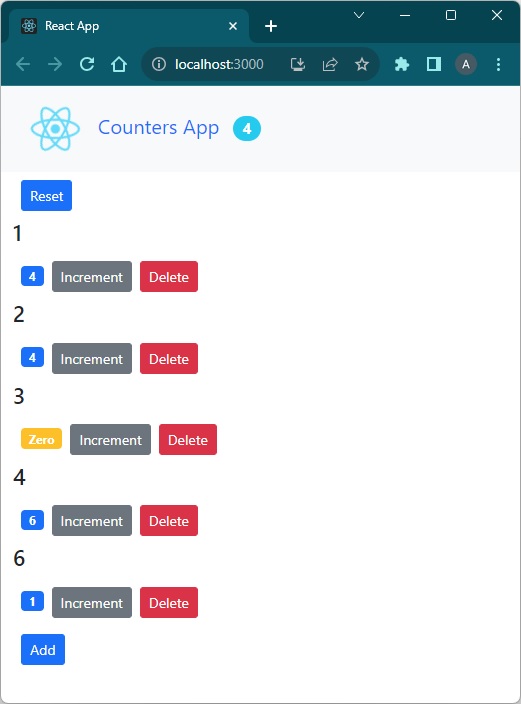 React App
localhost:3000
A
Counters App 4
Reset
1
4 Increment Delete
2
4 Increment Delete
3
Zero Increment Delete
4
6 Increment Delete
6
1 Increment Delete
Add